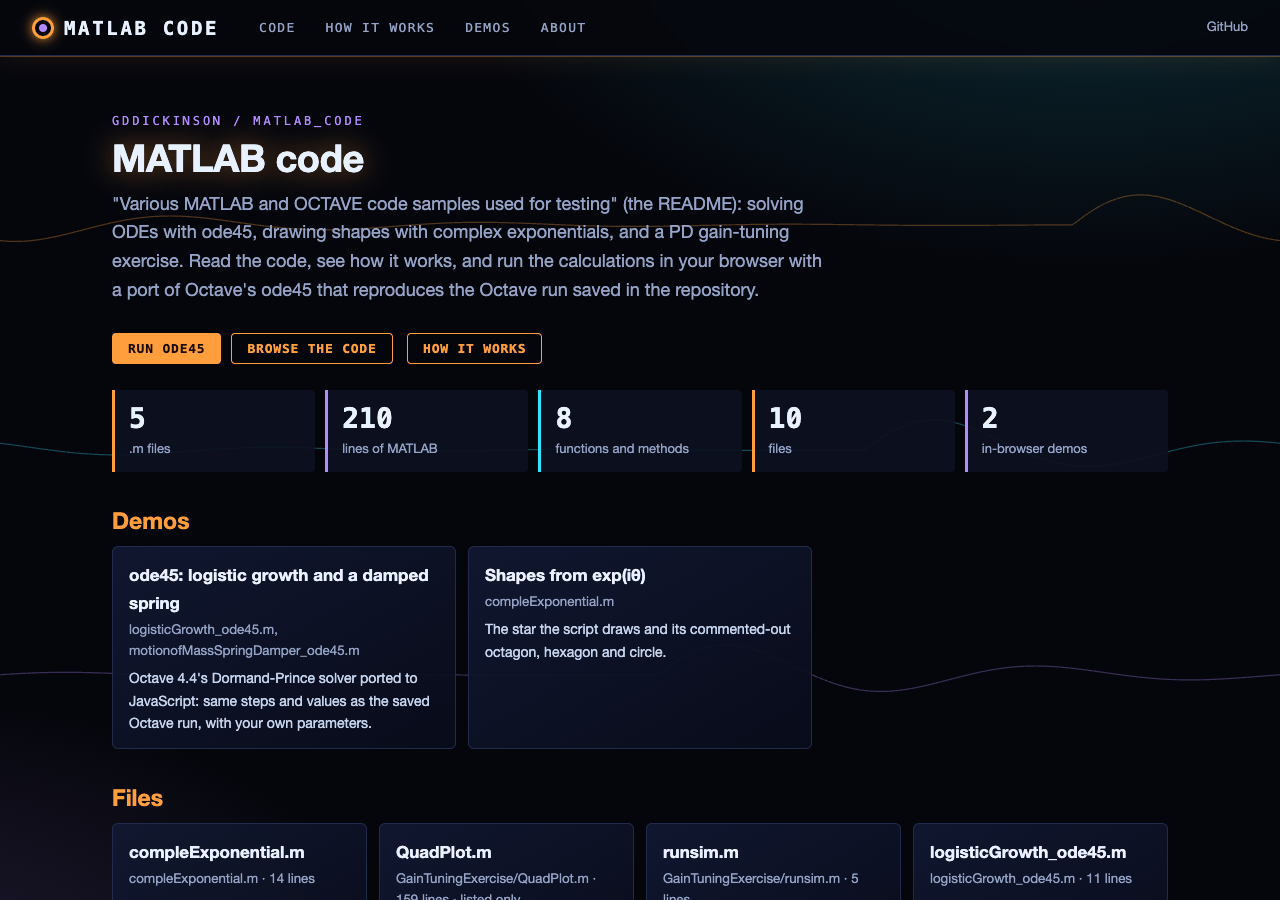 MATLAB CODE
CODE
HOW IT WORKS
DEMOS
ABOUT
GitHub
GDDICKINSON / MATLAB_CODE
MATLAB code
"Various MATLAB and OCTAVE code samples used for testing" (the README): solving
ODEs with ode45, drawing shapes with complex exponentials, and a PD gain-tuning
exercise. Read the code, see how it works, and run the calculations in your browser with
a port of Octave's ode45 that reproduces the Octave run saved in the repository.
RUN ODE45
BROWSE THE CODE
HOW IT WORKS
5
.m files
210
lines of MATLAB
8
functions and methods
10
files
2
in-browser demos
Demos
ode45: logistic growth and a damped
spring
logisticGrowth_ode45.m,
motionofMassSpringDamper_ode45.m
Octave 4.4's Dormand-Prince solver ported to
JavaScript: same steps and values as the saved
Octave run, with your own parameters.
Shapes from exp(iθ)
compleExponential.m
The star the script draws and its commented-out
octagon, hexagon and circle.
Files
compleExponential.m
compleExponential.m · 14 lines
QuadPlot.m
GainTuningExercise/QuadPlot.m ·
159 lines · listed only
runsim.m
GainTuningExercise/runsim.m · 5
lines
logisticGrowth_ode45.m
logisticGrowth_ode45.m · 11 lines